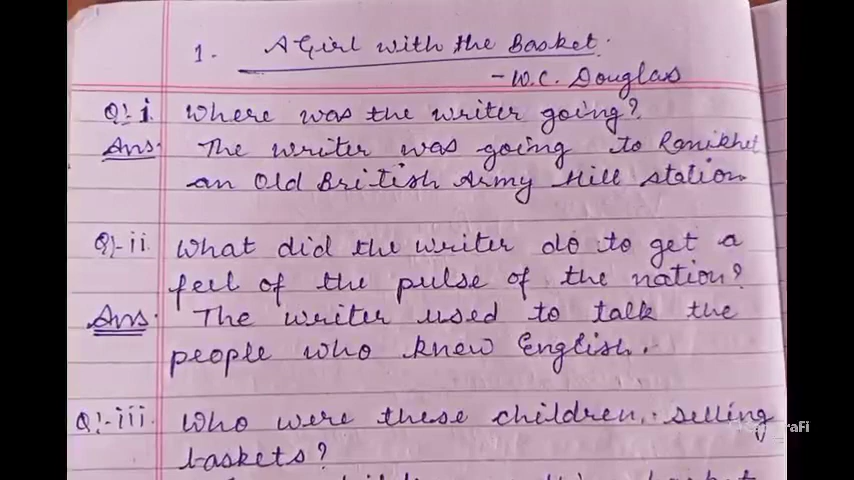 1. A Girl with the Basket.
- W.C. Douglas
Q:- i. Where was the writer going?
Ans: The writer was going to Ranikhet
an Old British Army Hill station
Q:- ii. What did the writer do to get a
feel of the pulse of the nation?
Ans: The writer used to talk the
people who knew English.
Q:- iii. Who were these children, selling
baskets?